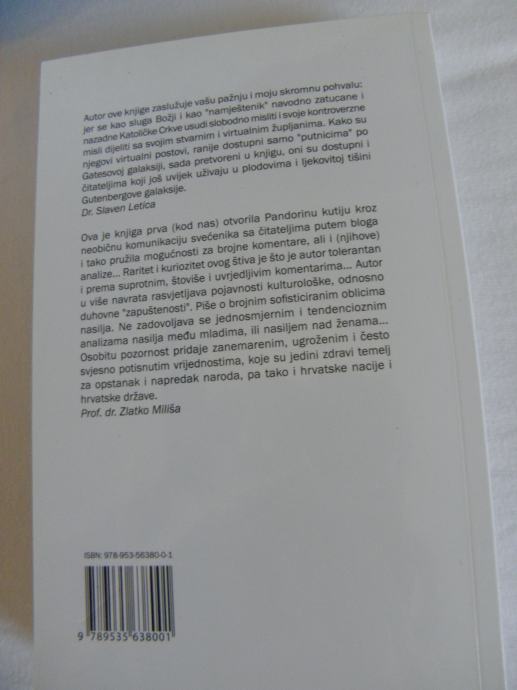 Autor ove knjige zaslužuje vašu pažnju i moju skromnu pohvalu:
jer se kao sluga Božji i kao "namještenik" navodno zatucane i
nazadne Katoličke Crkve usudi slobodno misliti i svoje kontroverzne
misli dijeliti sa svojim stvarnim i virtualnim župljanima. Kako su
njegovi virtualni postovi, ranije dostupni samo "putnicima" po
Gatesovoj galaksiji, sada pretvoreni u knjigu, oni su dostupni i
čitateljima koji još uvijek uživaju u plodovima i ljekovitoj tišini
Gutenbergove galaksije.
Dr. Slaven Letica
Ova je knjiga prva (kod nas) otvorila Pandorinu kutiju kroz
neobičnu komunikaciju svećenika sa čitateljima putem bloga
i tako pružila mogućnosti za brojne komentare, ali i (njihove)
analize... Raritet i kuriozitet ovog štiva je što je autor tolerantan
i prema suprotnim, štoviše i uvrjedljivim komentarima... Autor
u više navrata rasvjetljava pojavnosti kulturološke, odnosno
duhovne "zapuštenosti". Piše o brojnim sofisticiranim oblicima
nasilja. Ne zadovoljava se jednosmjernim i tendencioznim
analizama nasilja među mladima, ili nasiljem nad ženama...
Osobitu pozornost pridaje zanemarenim, ugroženim i često
svjesno potisnutim vrijednostima, koje su jedini zdravi temelj
za opstanak i napredak naroda, pa tako i hrvatske nacije i
hrvatske države.
Prof. dr. Zlatko Miliša
ISBN: 978-953-56380-0-1
9 789535 638001